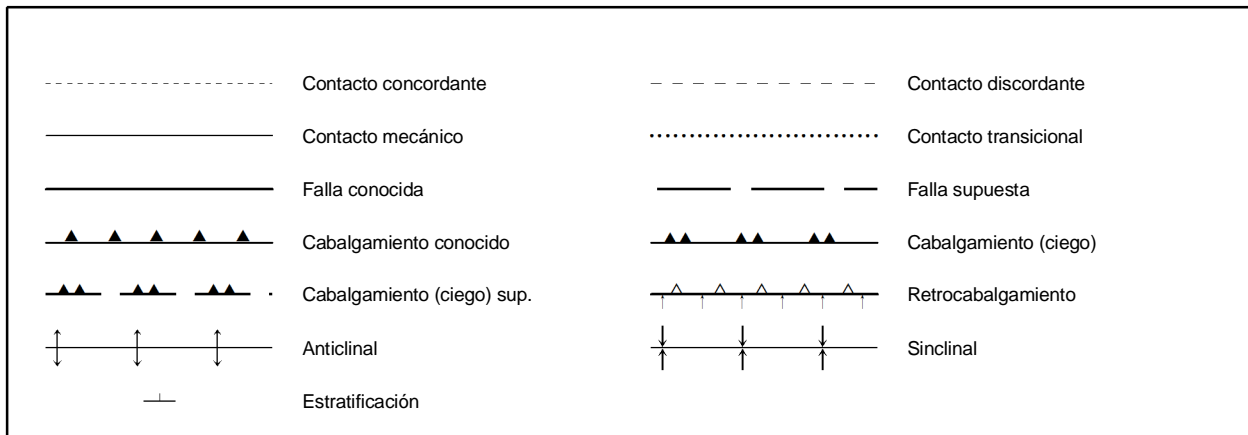 Contacto concordante
Contacto discordante
Contacto mecánico
Contacto transicional
Falla conocida
Falla supuesta
Cabalgamiento conocido
Cabalgamiento (ciego)
Cabalgamiento (ciego) sup.
Retrocabalgamiento
Anticlinal
Sinclinal
Estratificación